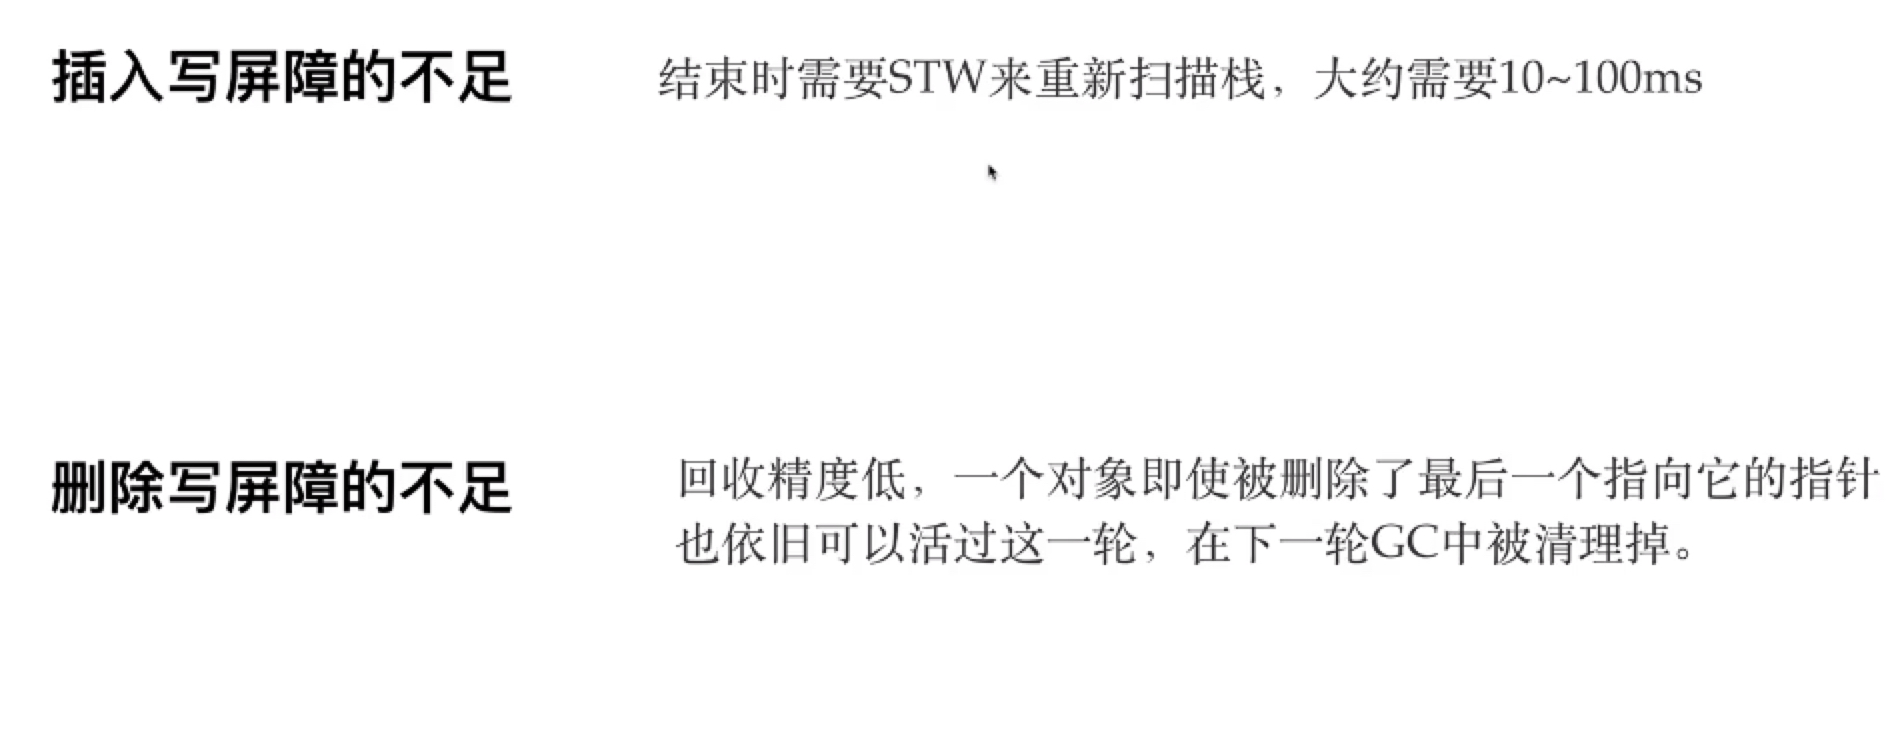 插入写屏障的不足
结束时需要STW来重新扫描栈，大约需要10~100ms
删除写屏障的不足
回收精度低，一个对象即使被删除了最后一个指向它的指针
也依旧可以活过这一轮，在下一轮GC中被清理掉。